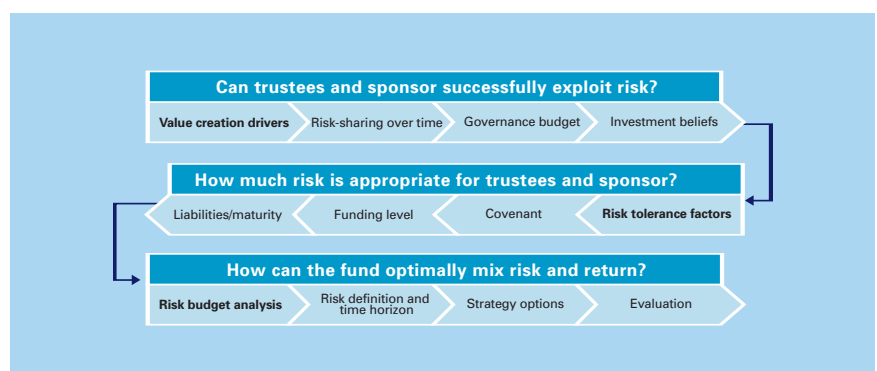 Can trustees and sponsor successfully exploit risk?
Value creation drivers
Risk-sharing over time
Governance budget
Investment beliefs
How much risk is appropriate for trustees and sponsor?
Liabilities/maturity
Funding level
Covenant
Risk tolerance factors
How can the fund optimally mix risk and return?
Risk budget analysis
Risk definition and
time horizon
Strategy options
Evaluation